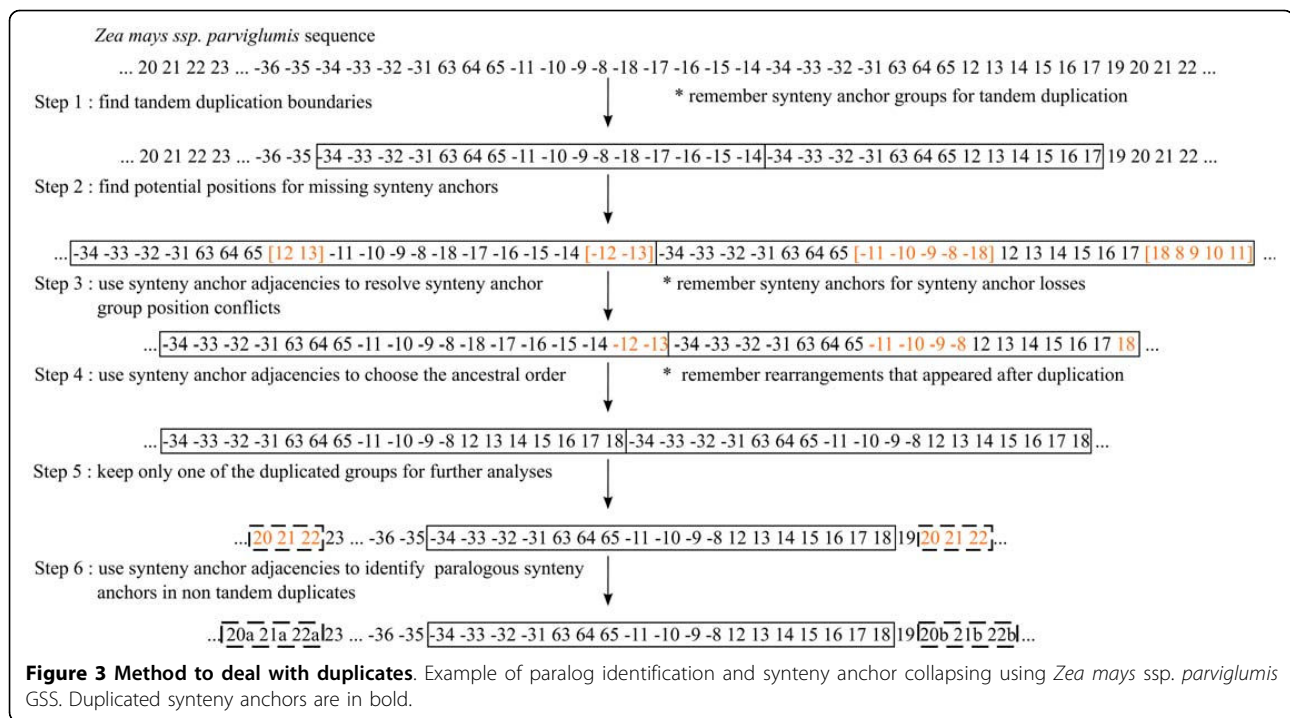 Zea mays ssp. parviglumis sequence
... 20 21 22 23 ... -36 -35 -34 -33 -32 -31 63 64 65 -11 -10 -9 -8 -18 -17 -16 -15 -14 -34 -33 -32 -31 63 64 65 12 13 14 15 16 17 19 20 21 22 ...
Step 1 : find tandem duplication boundaries
* remember synteny anchor groups for tandem duplication
... 20 21 22 23 ... -36 -35 -34 -33 -32 -31 63 64 65 -11 -10 -9 -8 -18 -17 -16 -15 -14 -34 -33 -32 -31 63 64 65 12 13 14 15 16 17 19 20 21 22 ...
Step 2 : find potential positions for missing synteny anchors
... -34 -33 -32 -31 63 64 65 [12 13] -11 -10 -9 -8 -18 -17 -16 -15 -14 [-12 -13] -34 -33 -32 -31 63 64 65 [-11 -10 -9 -8 -18] 12 13 14 15 16 17 [18 8 9 10 11] ...
Step 3 : use synteny anchor adjacencies to resolve synteny anchor
group position conflicts
* remember synteny anchors for synteny anchor losses
... -34 -33 -32 -31 63 64 65 -11 -10 -9 -8 -18 -17 -16 -15 -14 -12 -13 -34 -33 -32 -31 63 64 65 -11 -10 -9 -8 12 13 14 15 16 17 18 ...
Step 4 : use synteny anchor adjacencies to choose the ancestral order
* remember rearrangements that appeared after duplication
... -34 -33 -32 -31 63 64 65 -11 -10 -9 -8 12 13 14 15 16 17 18 -34 -33 -32 -31 63 64 65 -11 -10 -9 -8 12 13 14 15 16 17 18 ...
Step 5 : keep only one of the duplicated groups for further analyses
... 20 21 22 23 ... -36 -35 -34 -33 -32 -31 63 64 65 -11 -10 -9 -8 12 13 14 15 16 17 18 19 20 21 22 ...
Step 6 : use synteny anchor adjacencies to identify paralogous synteny
anchors in non tandem duplicates
... 20a 21a 22a 23 ... -36 -35 -34 -33 -32 -31 63 64 65 -11 -10 -9 -8 12 13 14 15 16 17 18 19 20b 21b 22b ...
Figure 3 Method to deal with duplicates. Example of paralog identification and synteny anchor collapsing using Zea mays ssp. parviglumis
GSS. Duplicated synteny anchors are in bold.